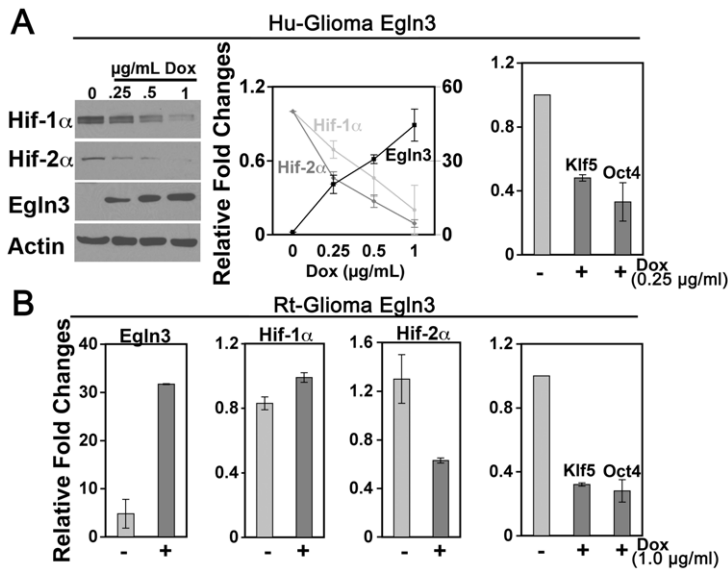 A
Hu-Glioma Egln3
µg/mL Dox
0 .25 .5 1
Hif-1α
Hif-2α
Egln3
Actin
Relative Fold Changes
1.2
0.6
0
60
30
0
Hif-1α
Hif-2α
Egln3
0 0.25 0.5 1
Dox (µg/mL)
1.2
0.8
0.4
0
Klf5
Oct4
- + +
Dox
(0.25 µg/ml)
B
Rt-Glioma Egln3
Relative Fold Changes
Egln3
40
30
20
10
0
- +
Hif-1α
1.2
0.8
0.4
0
- +
Hif-2α
1.6
1.2
0.8
0.4
0
- +
1.2
0.8
0.4
0
Klf5
Oct4
- + +
Dox
(1.0 µg/ml)